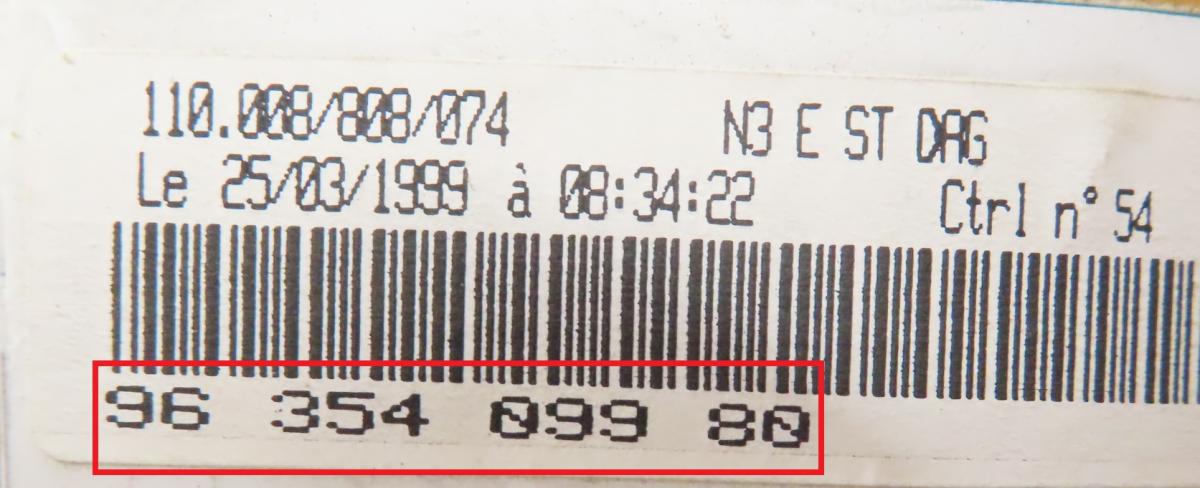 110.008/808/074 N3 E ST DAG
Le 25/03/1999 à 08:34:22 Ctrl n° 54
96 354 099 80